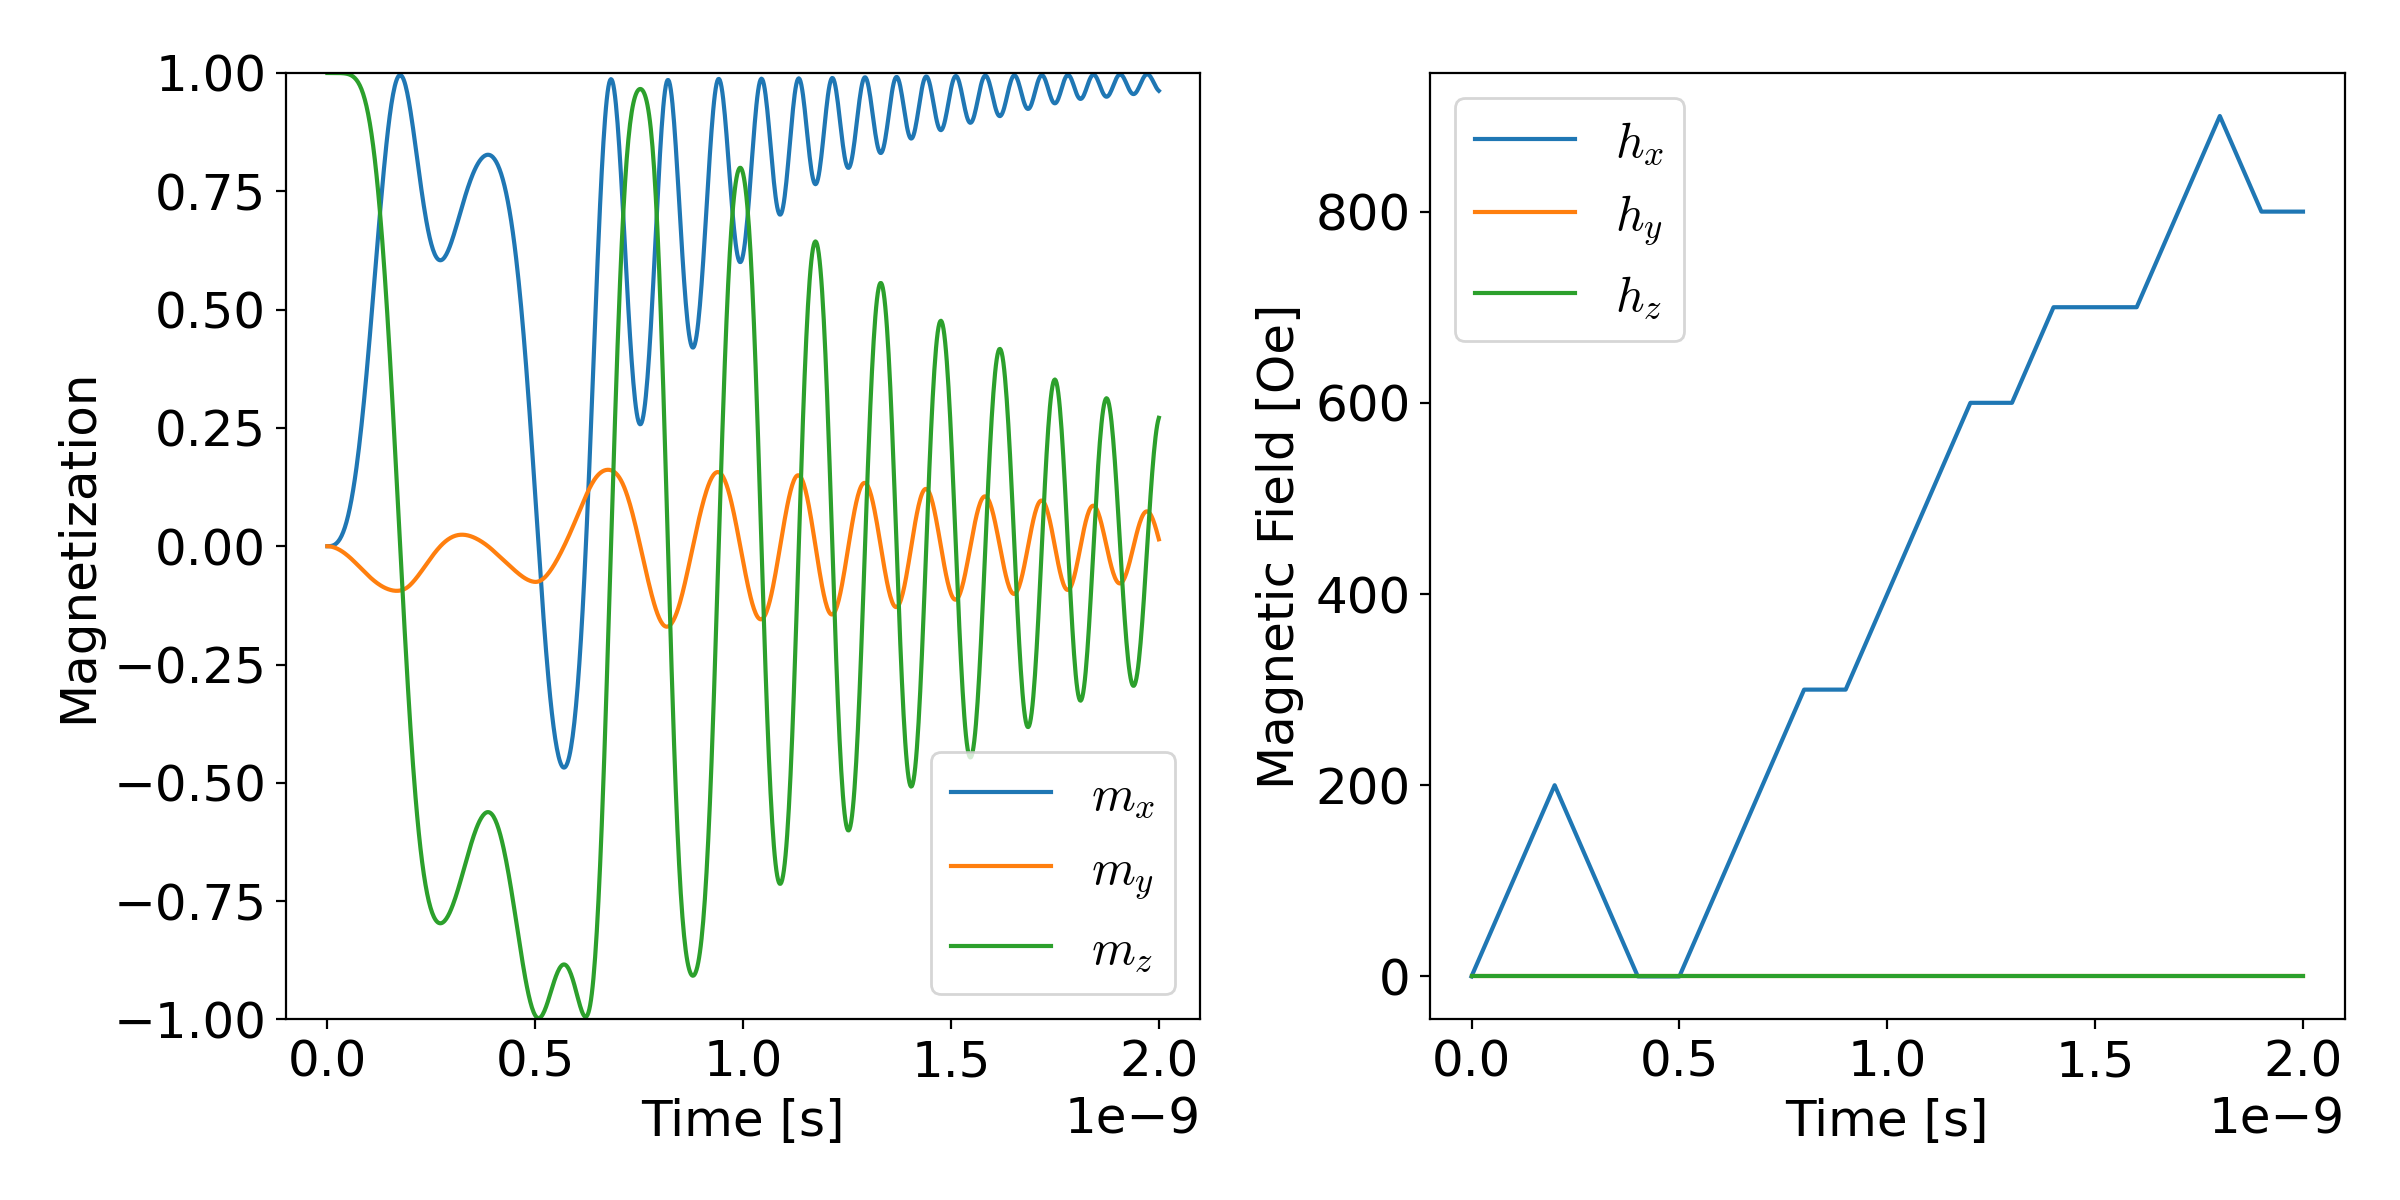 Magnetization
1.00
0.75
0.50
0.25
0.00
−0.25
−0.50
−0.75
−1.00
0.0 0.5 1.0 1.5 2.0
Time [s]
1e−9
m_x
m_y
m_z
Magnetic Field [Oe]
800
600
400
200
0
0.0 0.5 1.0 1.5 2.0
Time [s]
1e−9
h_x
h_y
h_z